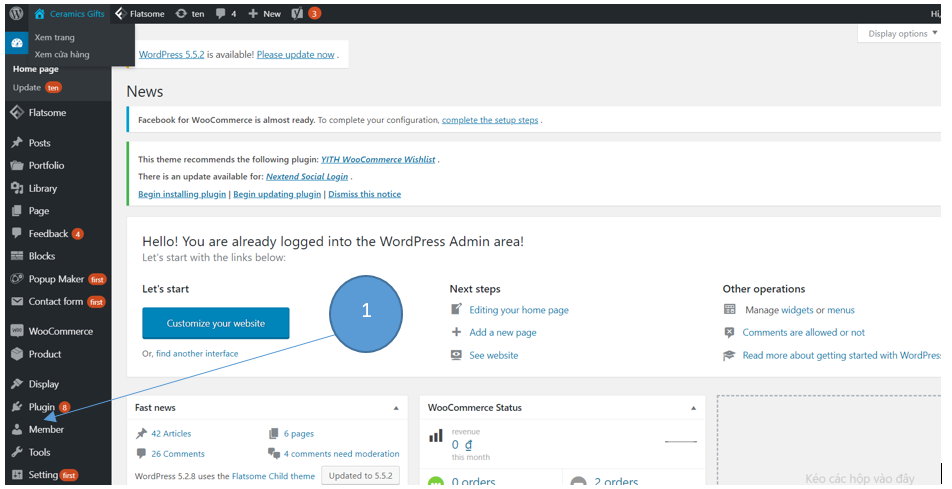 Ceramics Gifts Flatsome ten 4 New 3 Hi,
Xem trang
Xem cửa hàng
Display options
WordPress 5.5.2 is available! Please update now .
Home page
Update ten
News
Flatsome
Facebook for WooCommerce is almost ready. To complete your configuration, complete the setup steps .
Posts
Portfolio
Library
Page
Feedback 4
Blocks
Popup Maker first
Contact form first
WooCommerce
Product
Display
Plugin 8
Member
Tools
Setting first
This theme recommends the following plugin: YITH WooCommerce Wishlist .
There is an update available for: Nextend Social Login .
Begin installing plugin | Begin updating plugin | Dismiss this notice
Hello! You are already logged into the WordPress Admin area!
Let's start with the links below:
Let's start
Customize your website
Or, find another interface
1
Next steps
Editing your home page
Add a new page
See website
Other operations
Manage widgets or menus
Comments are allowed or not
Read more about getting started with WordPres
Fast news
42 Articles
6 pages
26 Comments
4 comments need moderation
WordPress 5.2.8 uses the Flatsome Child theme
Updated to 5.5.2
WooCommerce Status
revenue
0 ₫
this month
0 orders
2 orders
Kéo các hộp vào đây